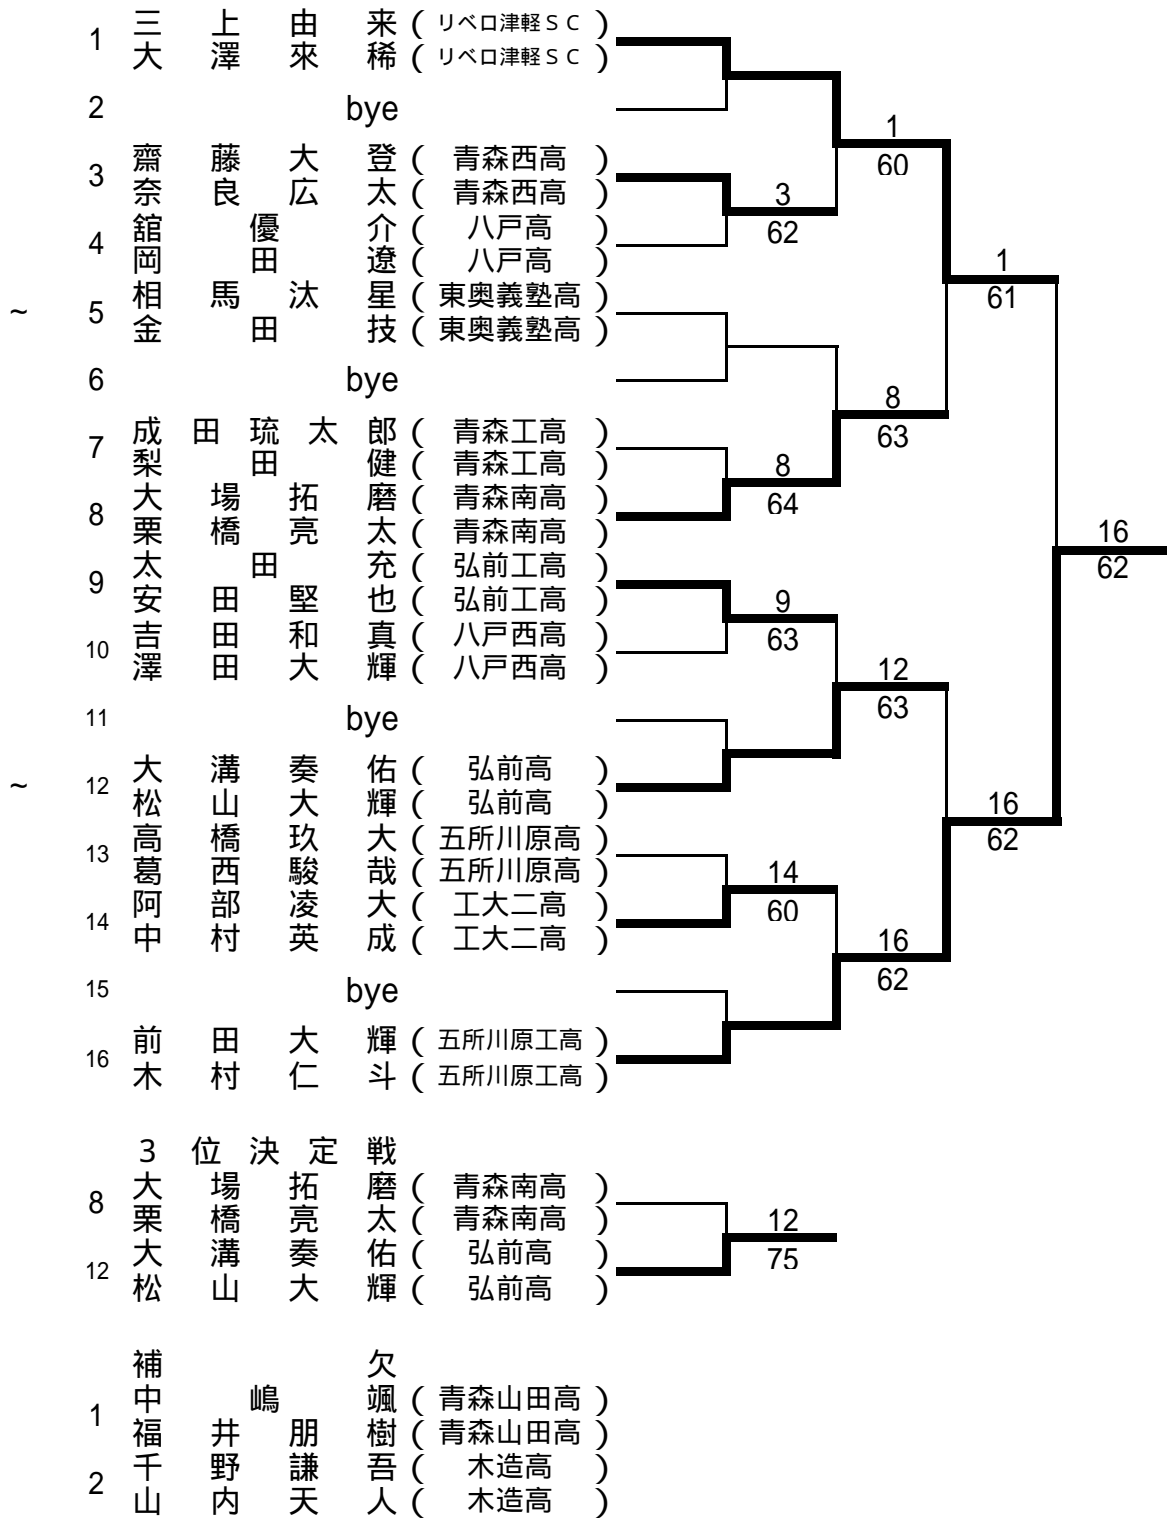 1 三上由来 ( リベロ津軽SC )
大澤來稀 ( リベロ津軽SC )
2 bye
3 齋藤大登 ( 青森西高 )
奈良広太 ( 青森西高 )
4 舘優介 ( 八戸高 )
岡田遼 ( 八戸高 )
~ 5 相馬汰星 ( 東奥義塾高 )
金田技 ( 東奥義塾高 )
6 bye
7 成田琉太郎 ( 青森工高 )
梨田健 ( 青森工高 )
8 大場拓磨 ( 青森南高 )
栗橋亮太 ( 青森南高 )
9 太田充 ( 弘前工高 )
安田堅也 ( 弘前工高 )
10 吉田和真 ( 八戸西高 )
澤田大輝 ( 八戸西高 )
11 bye
~ 12 大溝奏佑 ( 弘前高 )
松山大輝 ( 弘前高 )
13 高橋玖大 ( 五所川原高 )
葛西駿哉 ( 五所川原高 )
14 阿部凌大 ( 工大二高 )
中村英成 ( 工大二高 )
15 bye
16 前田大輝 ( 五所川原工高 )
木村仁斗 ( 五所川原工高 )
3
62
8
64
9
63
14
60
1
60
8
63
12
63
16
62
1
61
16
62
16
62
3位決定戦
8 大場拓磨 ( 青森南高 )
栗橋亮太 ( 青森南高 )
12 大溝奏佑 ( 弘前高 )
松山大輝 ( 弘前高 )
12
75
補欠
1 中嶋颯 ( 青森山田高 )
福井朋樹 ( 青森山田高 )
2 千野謙吾 ( 木造高 )
山内天人 ( 木造高 )